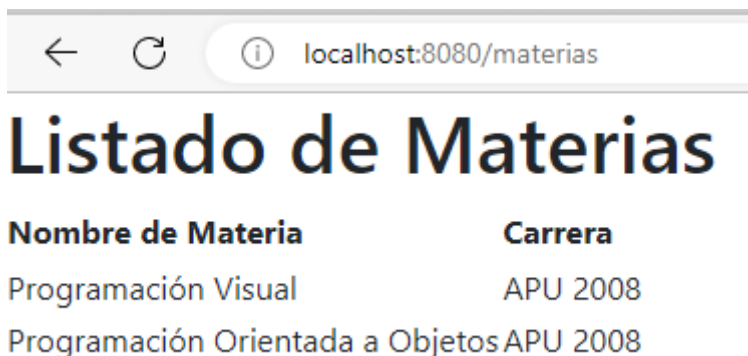 localhost:8080/materias
Listado de Materias
Nombre de Materia Carrera
Programación Visual APU 2008
Programación Orientada a Objetos APU 2008